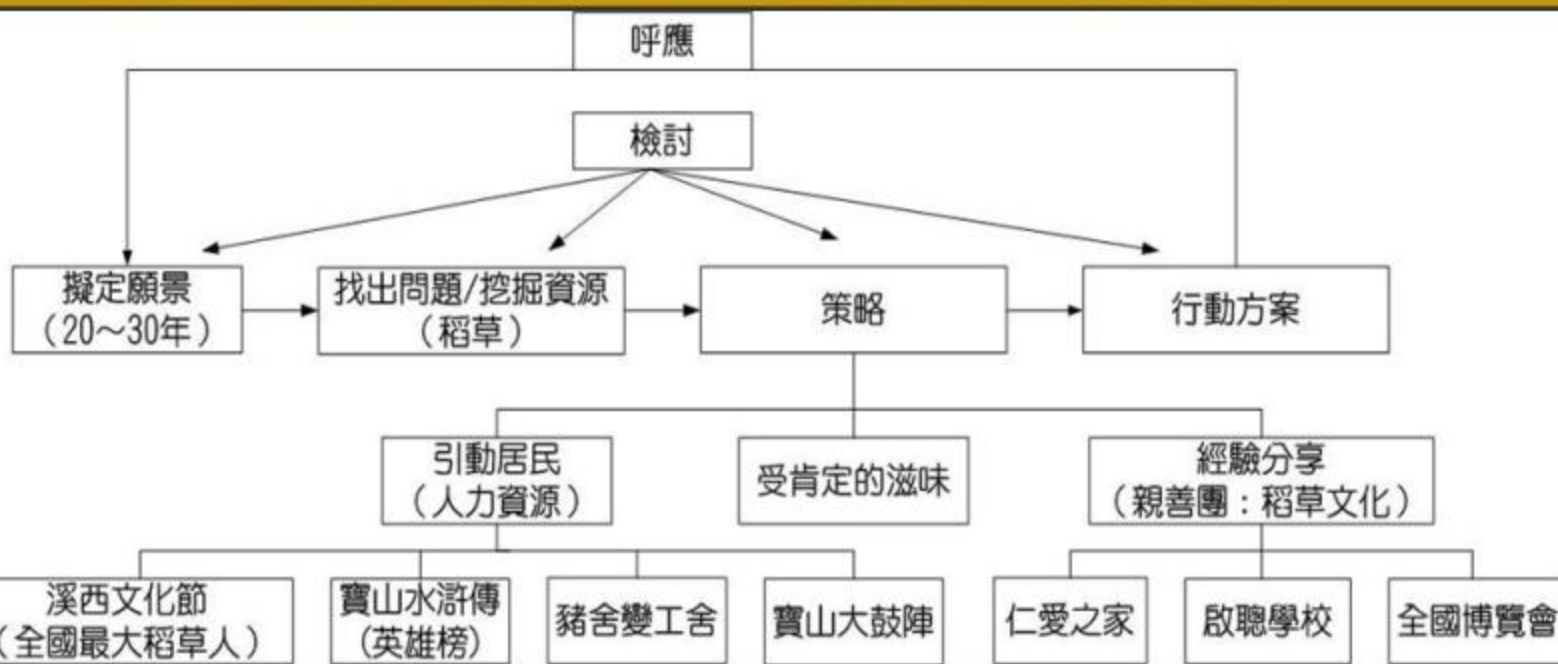 呼應
檢討
擬定願景
（20～30年）
找出問題/挖掘資源
（稻草）
策略
行動方案
引動居民
（人力資源）
受肯定的滋味
經驗分享
（親善團：稻草文化）
溪西文化節
（全國最大稻草人）
寶山水滸傳
(英雄榜)
豬舍變工舍
寶山大鼓陣
仁愛之家
啟聰學校
全國博覽會